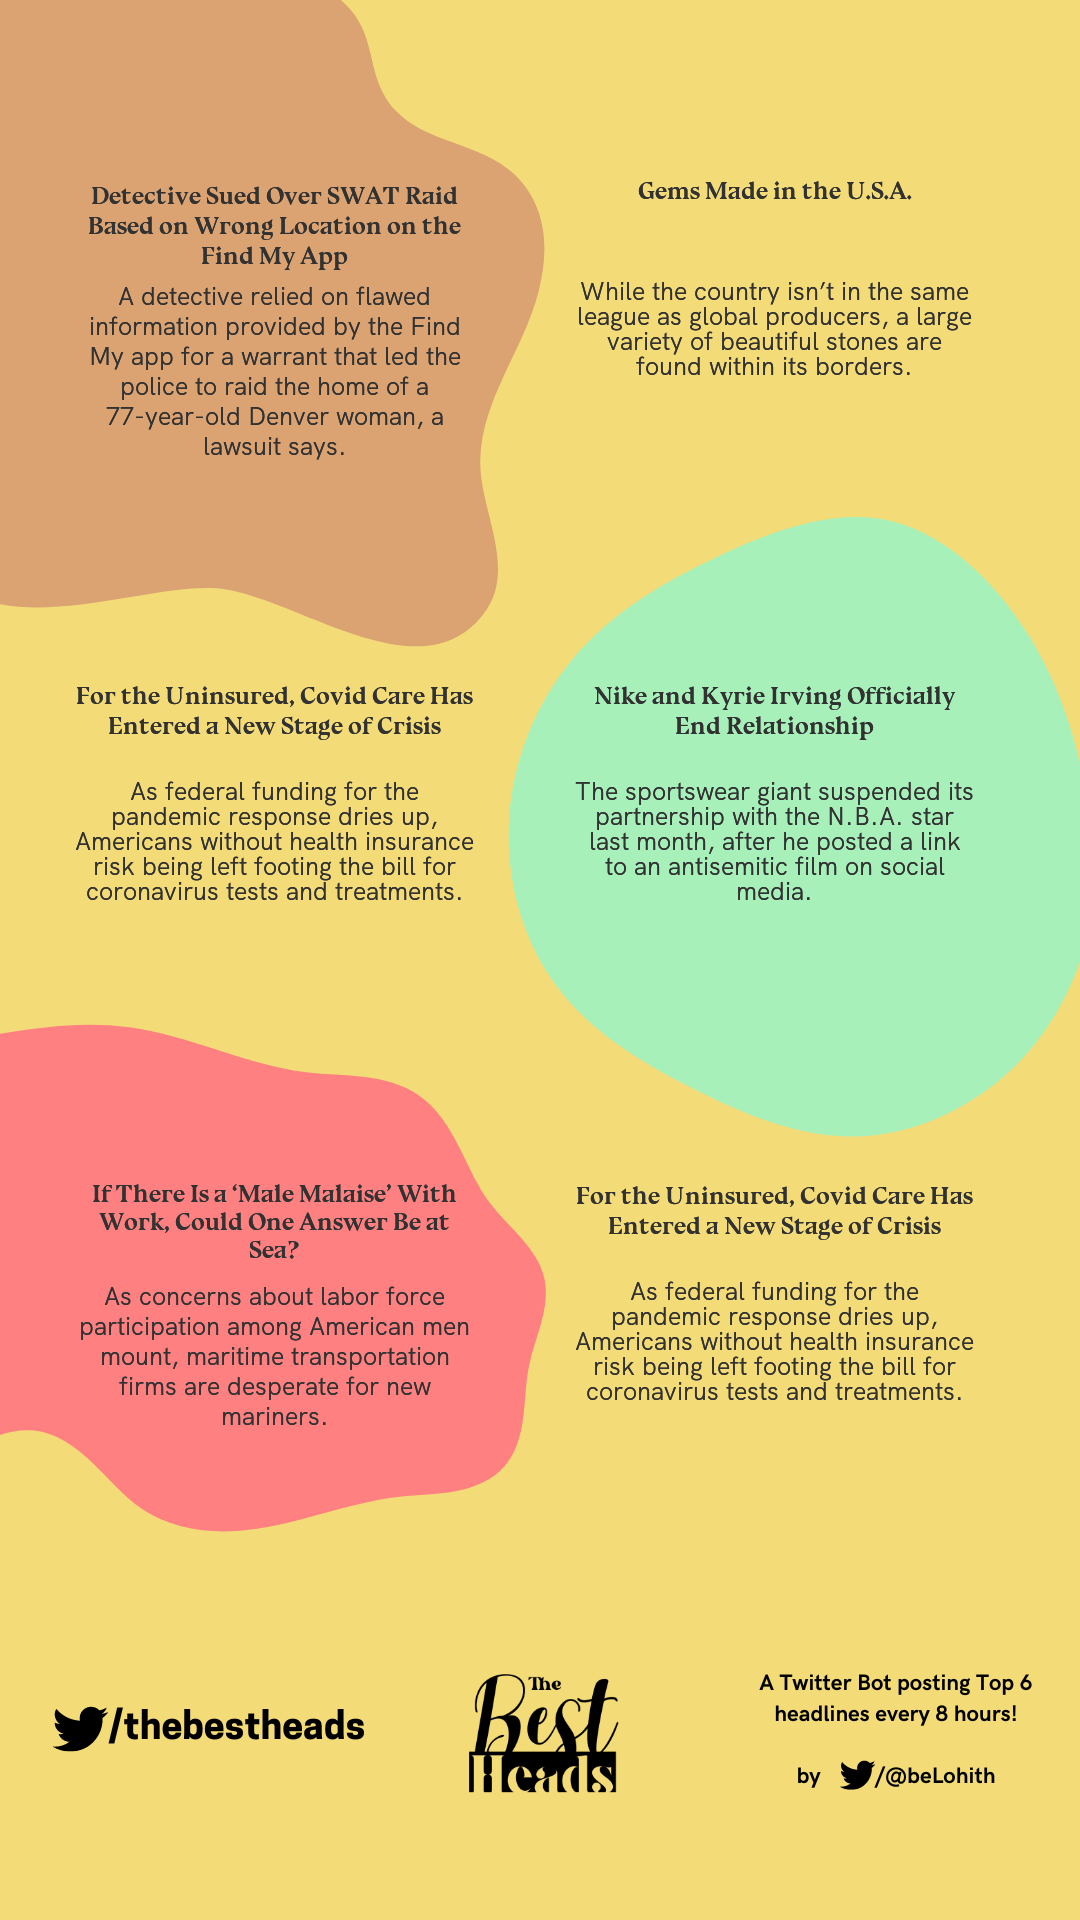 Detective Sued Over SWAT Raid
Based on Wrong Location on the
Find My App
A detective relied on flawed
information provided by the Find
My app for a warrant that led the
police to raid the home of a
77-year-old Denver woman, a
lawsuit says.
Gems Made in the U.S.A.
While the country isn’t in the same
league as global producers, a large
variety of beautiful stones are
found within its borders.
For the Uninsured, Covid Care Has
Entered a New Stage of Crisis
As federal funding for the
pandemic response dries up,
Americans without health insurance
risk being left footing the bill for
coronavirus tests and treatments.
Nike and Kyrie Irving Officially
End Relationship
The sportswear giant suspended its
partnership with the N.B.A. star
last month, after he posted a link
to an antisemitic film on social
media.
If There Is a ‘Male Malaise’ With
Work, Could One Answer Be at
Sea?
As concerns about labor force
participation among American men
mount, maritime transportation
firms are desperate for new
mariners.
For the Uninsured, Covid Care Has
Entered a New Stage of Crisis
As federal funding for the
pandemic response dries up,
Americans without health insurance
risk being left footing the bill for
coronavirus tests and treatments.
/thebestheads
The
Best
Heads
A Twitter Bot posting Top 6
headlines every 8 hours!
by /@beLohith